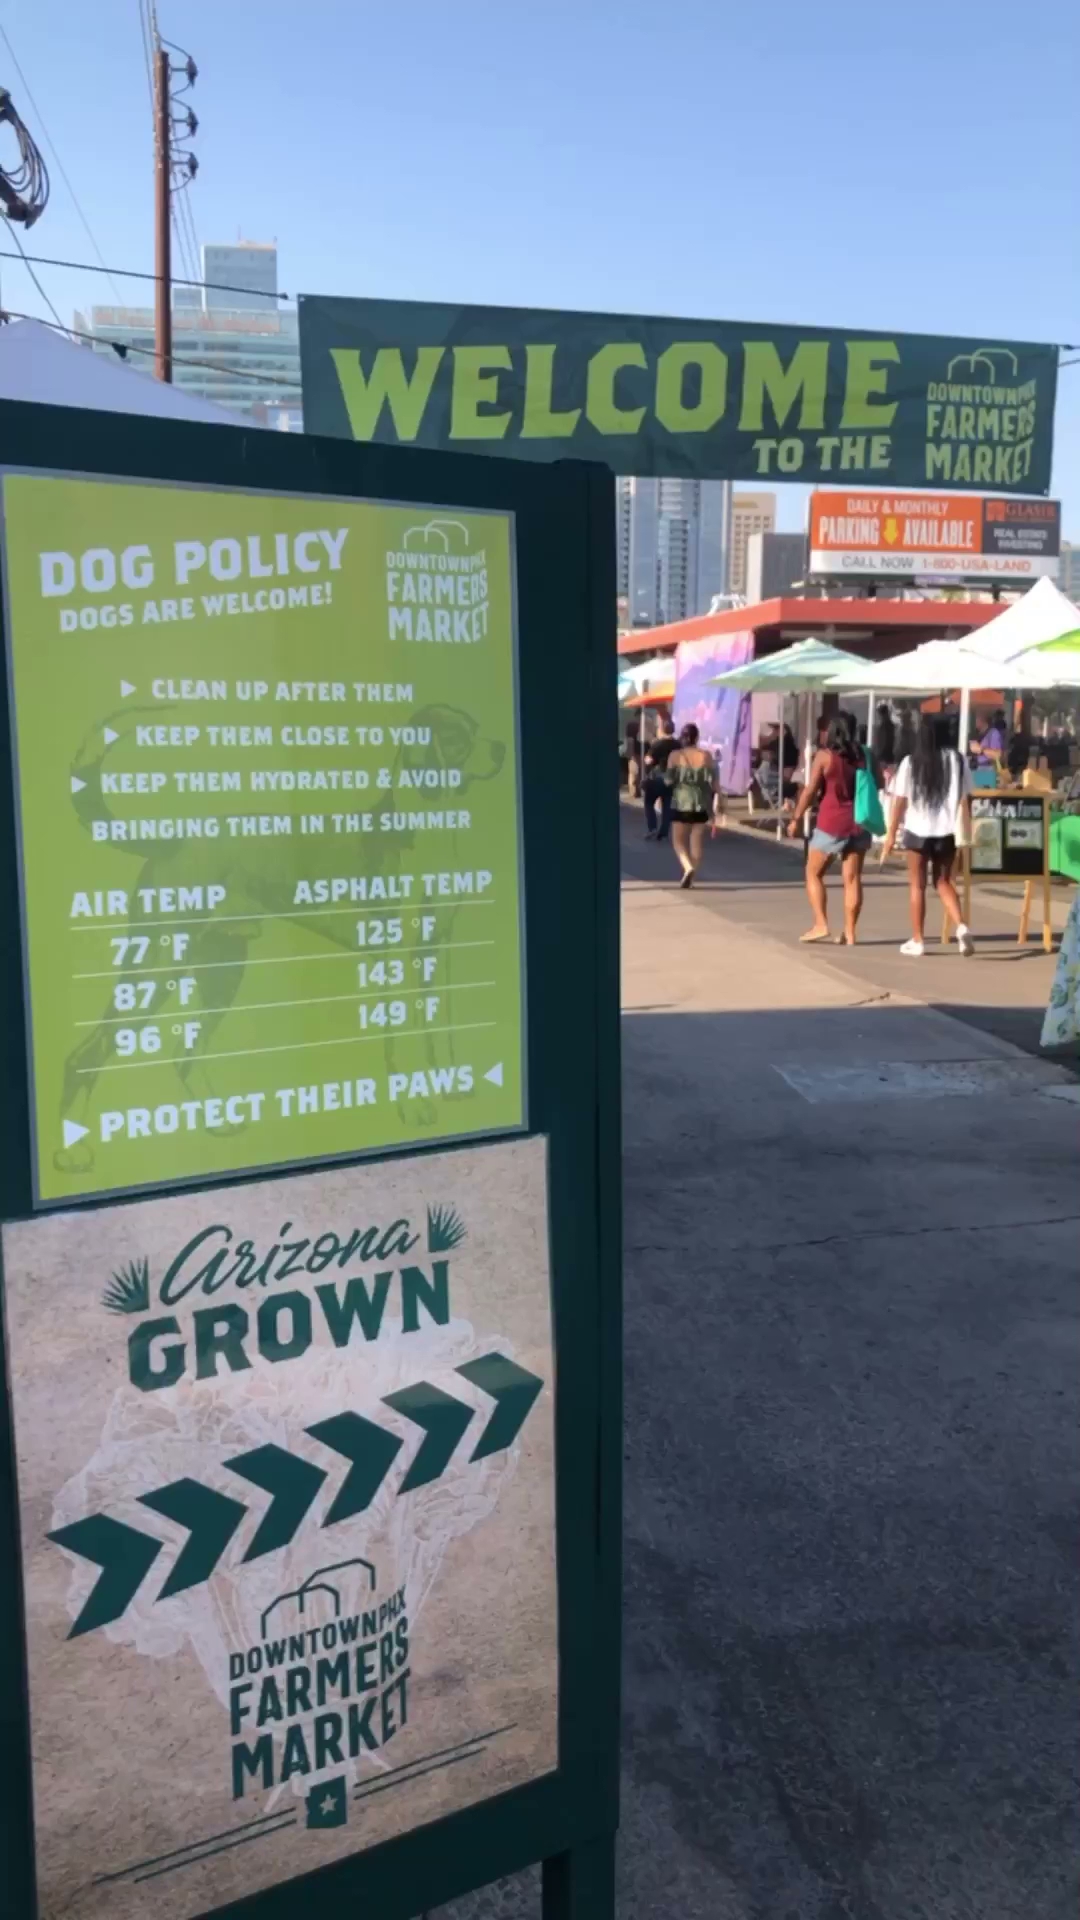 WELCOME
TO THE
DOWNTOWNPHX
FARMERS
MARKET
DAILY & MONTHLY
PARKING AVAILABLE
CALL NOW 1-800-USA-LAND
REAL ESTATE
INVESTING
DOG POLICY
DOGS ARE WELCOME!
DOWNTOWNPHX
FARMERS
MARKET
▶ CLEAN UP AFTER THEM
▶ KEEP THEM CLOSE TO YOU
▶ KEEP THEM HYDRATED & AVOID
BRINGING THEM IN THE SUMMER
AIR TEMP ASPHALT TEMP
77 °F 125 °F
87 °F 143 °F
96 °F 149 °F
▶ PROTECT THEIR PAWS ◀
Arizona
GROWN
DOWNTOWNPHX
FARMERS
MARKET